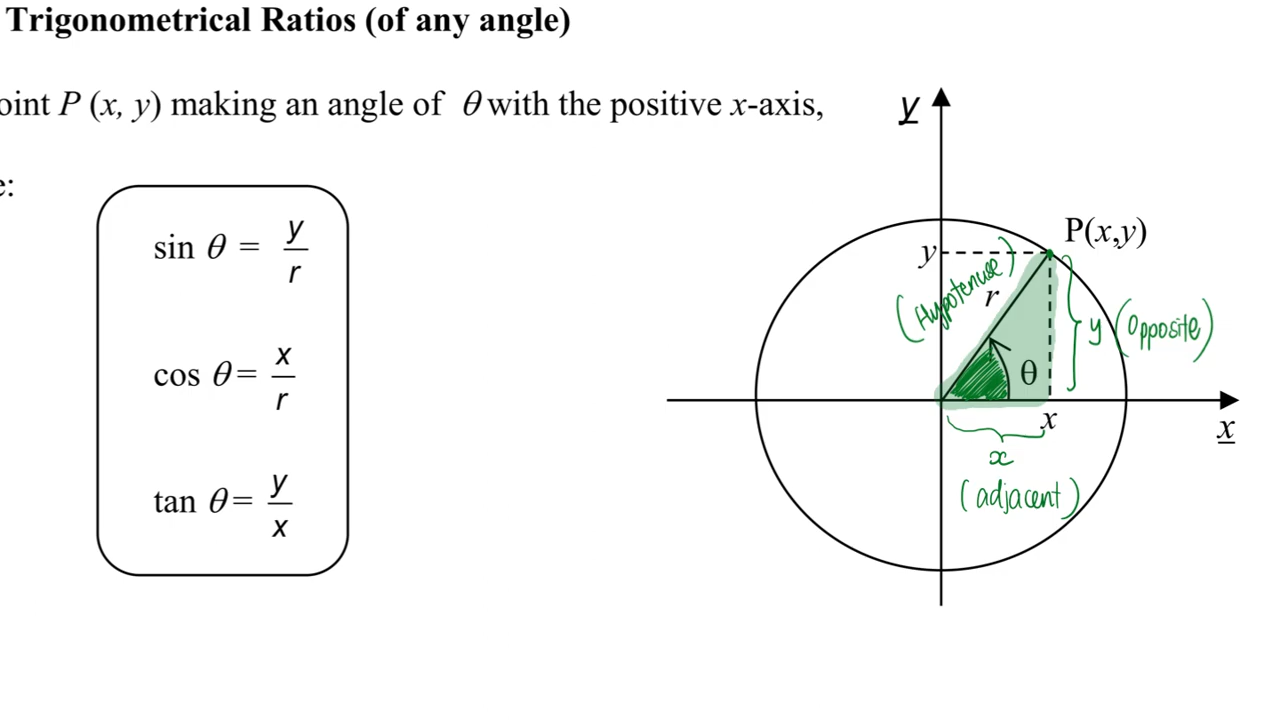 Trigonometrical Ratios (of any angle)
oint P (x, y) making an angle of θ with the positive x-axis,
e:
sin θ = y/r
cos θ = x/r
tan θ = y/x
y
P(x,y)
y
(Hypotenuse)
r
y (Opposite)
θ
x
x
x
(adjacent)